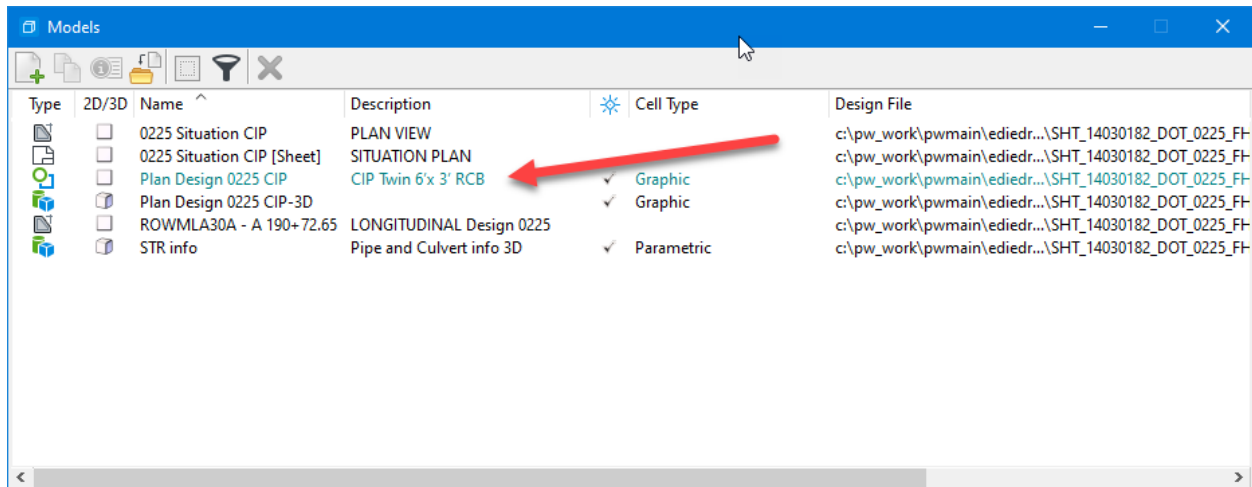 Models
Type 2D/3D Name Description Cell Type Design File
0225 Situation CIP PLAN VIEW c:\pw_work\pwmain\ediedr...\SHT_14030182_DOT_0225_FH
0225 Situation CIP [Sheet] SITUATION PLAN c:\pw_work\pwmain\ediedr...\SHT_14030182_DOT_0225_FH
Plan Design 0225 CIP CIP Twin 6'x 3' RCB Graphic c:\pw_work\pwmain\ediedr...\SHT_14030182_DOT_0225_FH
Plan Design 0225 CIP-3D Graphic c:\pw_work\pwmain\ediedr...\SHT_14030182_DOT_0225_FH
ROWMLA30A - A 190+72.65 LONGITUDINAL Design 0225 c:\pw_work\pwmain\ediedr...\SHT_14030182_DOT_0225_FH
STR info Pipe and Culvert info 3D Parametric c:\pw_work\pwmain\ediedr...\SHT_14030182_DOT_0225_FH